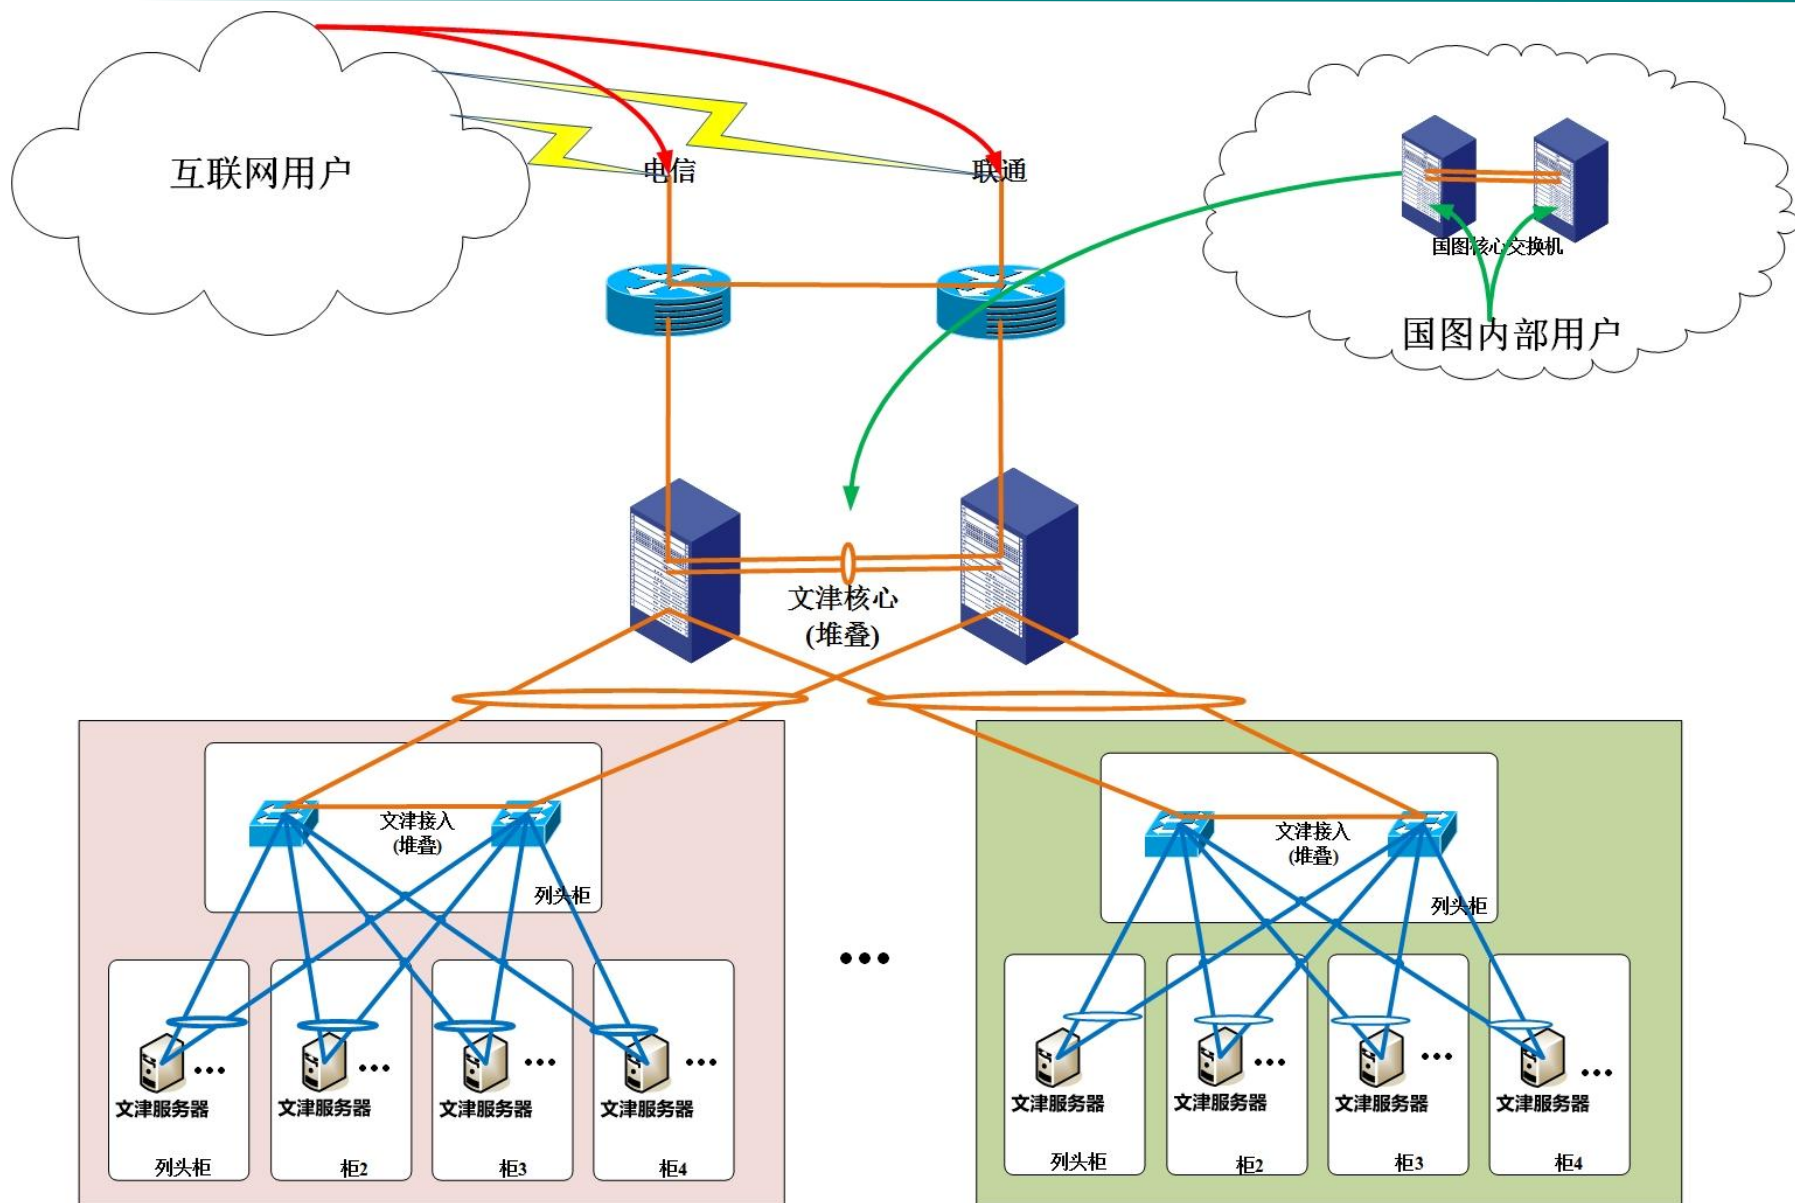 互联网用户
电信
联通
国图核心交换机
国图内部用户
文津核心
(堆叠)
文津接入
(堆叠)
列头柜
文津服务器
文津服务器
文津服务器
文津服务器
列头柜
柜2
柜3
柜4
文津接入
(堆叠)
列头柜
文津服务器
文津服务器
文津服务器
文津服务器
列头柜
柜2
柜3
柜4